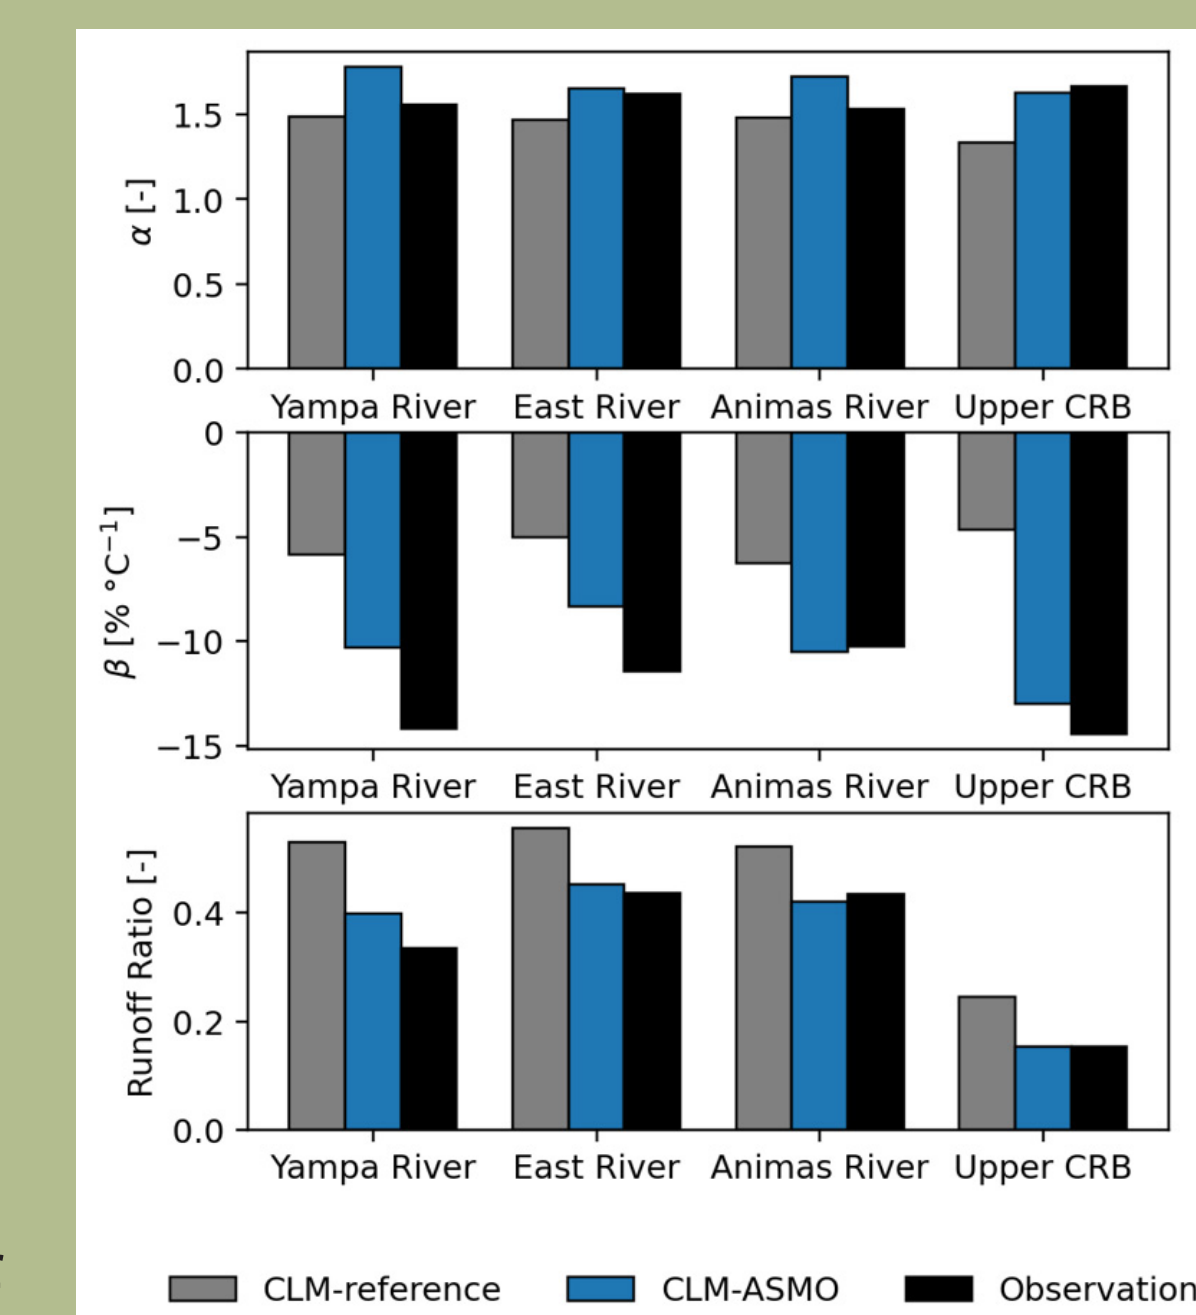 α [-]
1.5
1.0
0.5
0.0
Yampa River East River Animas River Upper CRB
β [% °C⁻¹]
0
−5
−10
−15
Yampa River East River Animas River Upper CRB
Runoff Ratio [-]
0.4
0.2
0.0
Yampa River East River Animas River Upper CRB
CLM-reference CLM-ASMO Observation